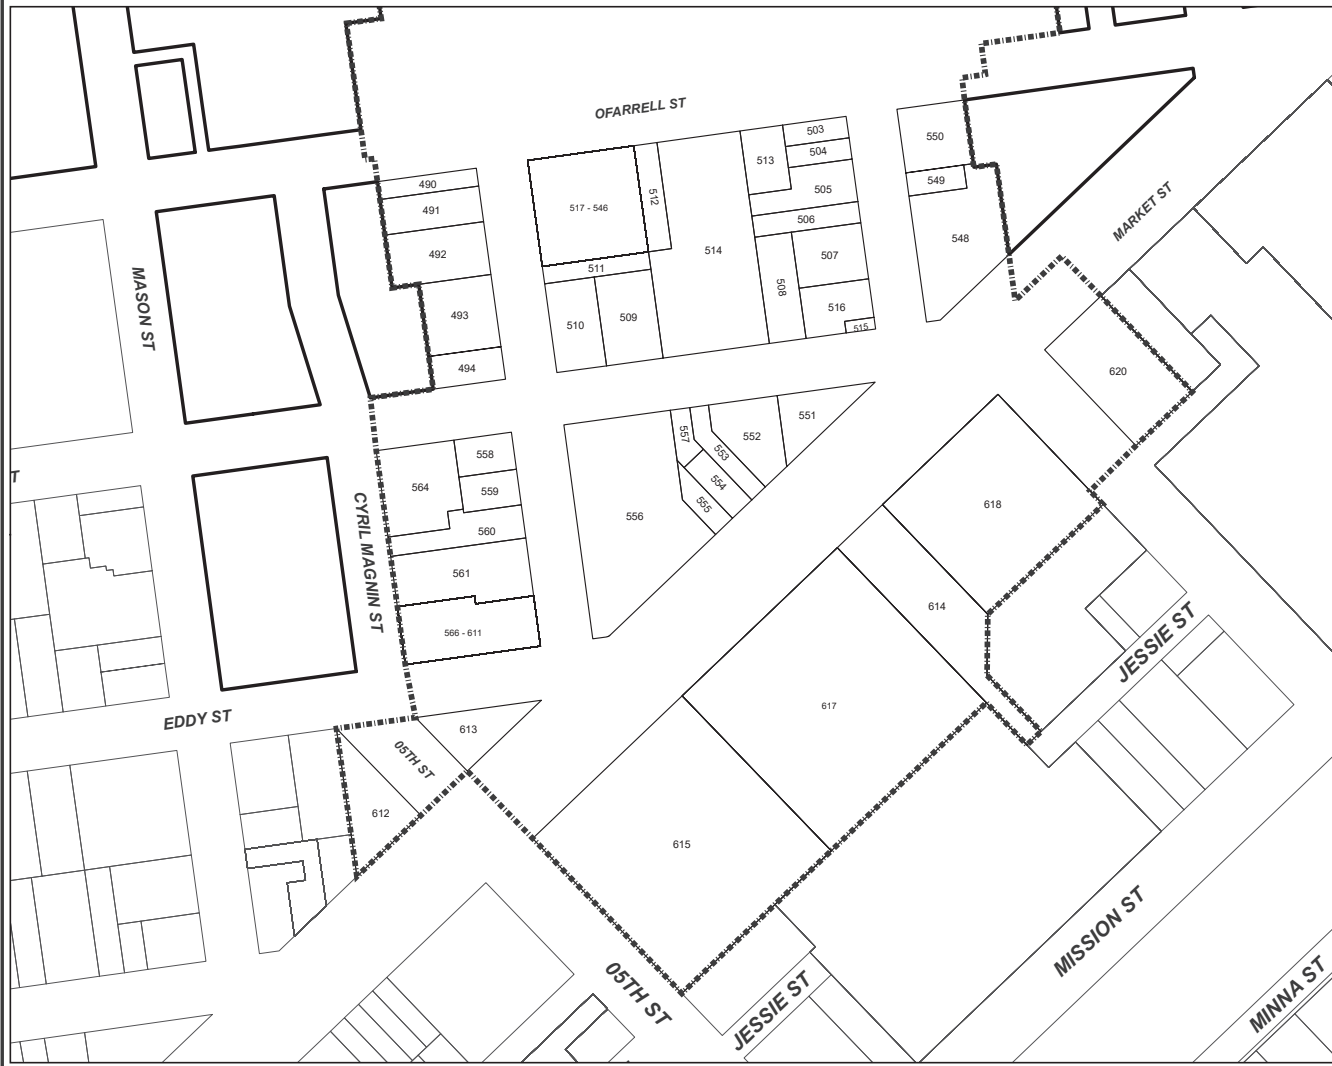 OFARRELL ST
503
504
513
550
549
505
490
491
512
517 - 546
506
MARKET ST
548
492
514
507
511
508
MASON ST
493
516
510
509
515
494
620
551
557
552
553
558
554
564
559
555
618
T
556
560
CYRIL MAGNIN ST
561
614
566 - 611
JESSIE ST
617
EDDY ST
613
05TH ST
612
615
MISSION ST
05TH ST
JESSIE ST
MINNA ST